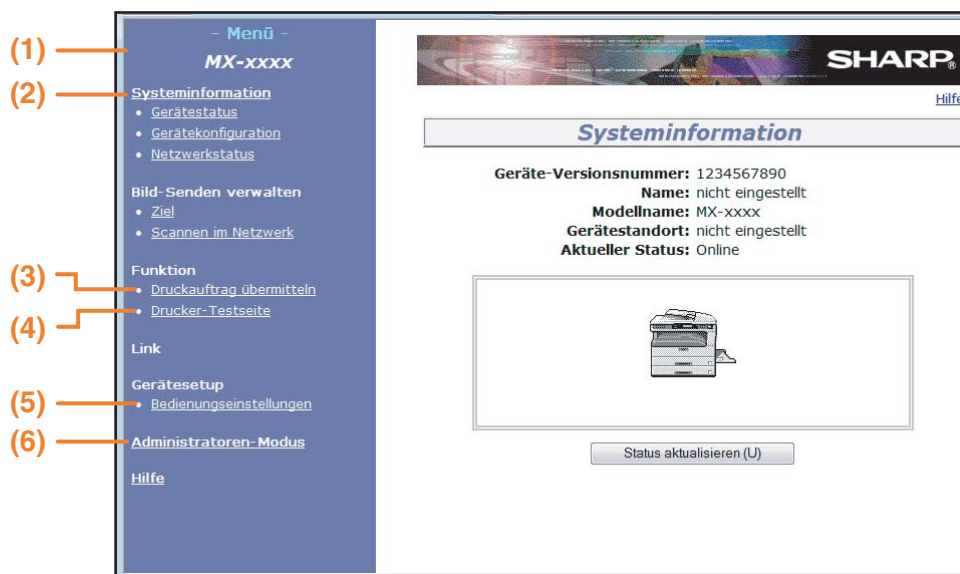 (1)
(2)
(3)
(4)
(5)
(6)
- Menü -
MX-xxxx
Systeminformation
• Gerätestatus
• Gerätekonfiguration
• Netzwerkstatus
Bild-Senden verwalten
• Ziel
• Scannen im Netzwerk
Funktion
• Druckauftrag übermitteln
• Drucker-Testseite
Link
Gerätesetup
• Bedienungseinstellungen
Administratoren-Modus
Hilfe
SHARP®
Hilfe
Systeminformation
Geräte-Versionsnummer: 1234567890
Name: nicht eingestellt
Modellname: MX-xxxx
Gerätestandort: nicht eingestellt
Aktueller Status: Online
Status aktualisieren (U)